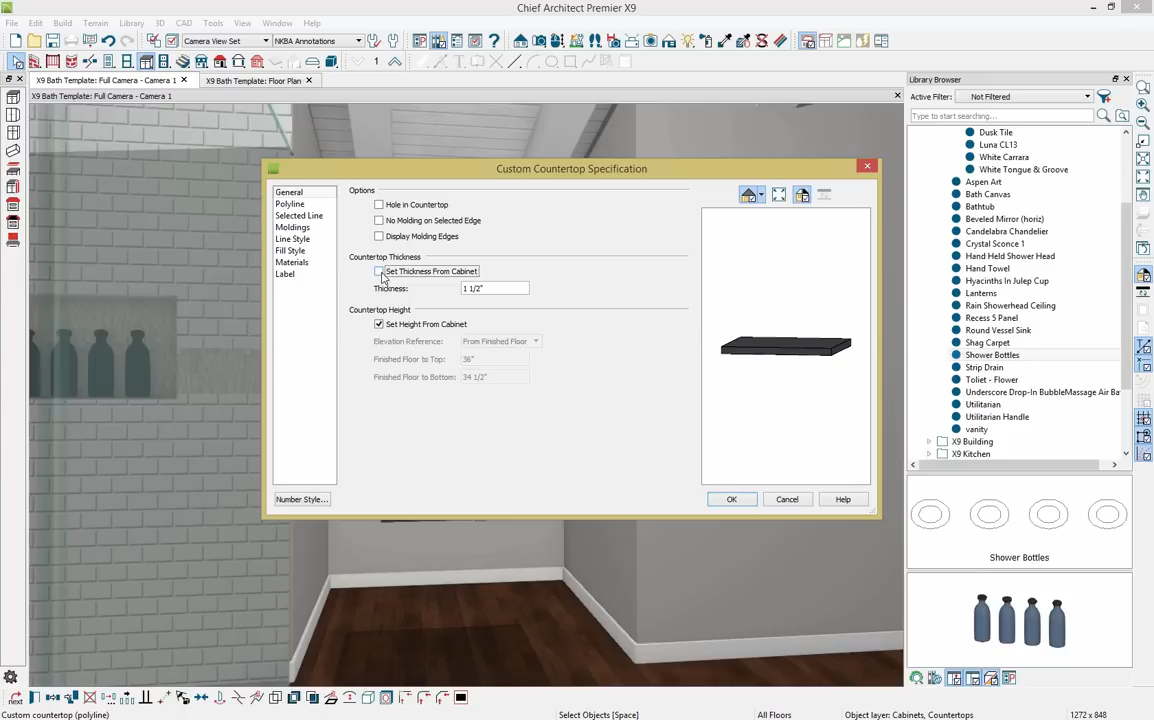 Chief Architect Premier X9
File Edit Build Terrain Library 3D CAD Tools View Window Help
Camera View Set NKBA Annotations
1
X9 Bath Template: Full Camera - Camera 1 X9 Bath Template: Floor Plan
X9 Bath Template: Full Camera - Camera 1
Library Browser
Active Filter: Not Filtered
Type to start searching...
Dusk Tile
Luna CL13
White Carrara
White Tongue & Groove
Aspen Art
Bath Canvas
Bathtub
Beveled Mirror (horiz)
Candelabra Chandelier
Crystal Sconce 1
Hand Held Shower Head
Hand Towel
Hyacinths In Julep Cup
Lanterns
Rain Showerhead Ceiling
Recess 5 Panel
Round Vessel Sink
Shag Carpet
Shower Bottles
Strip Drain
Toliet - Flower
Underscore Drop-In BubbleMassage Air Ba
Utilitarian
Utilitarian Handle
vanity
X9 Building
X9 Kitchen
Shower Bottles
Custom Countertop Specification
General
Polyline
Selected Line
Moldings
Line Style
Fill Style
Materials
Label
Number Style...
Options
Hole in Countertop
No Molding on Selected Edge
Display Molding Edges
Countertop Thickness
Set Thickness From Cabinet
Thickness: 1 1/2"
Countertop Height
Set Height From Cabinet
Elevation Reference: From Finished Floor
Finished Floor to Top: 36"
Finished Floor to Bottom: 34 1/2"
OK Cancel Help
next
Custom countertop (polyline) Select Objects [Space] All Floors Object layer: Cabinets, Countertops 1272 x 848